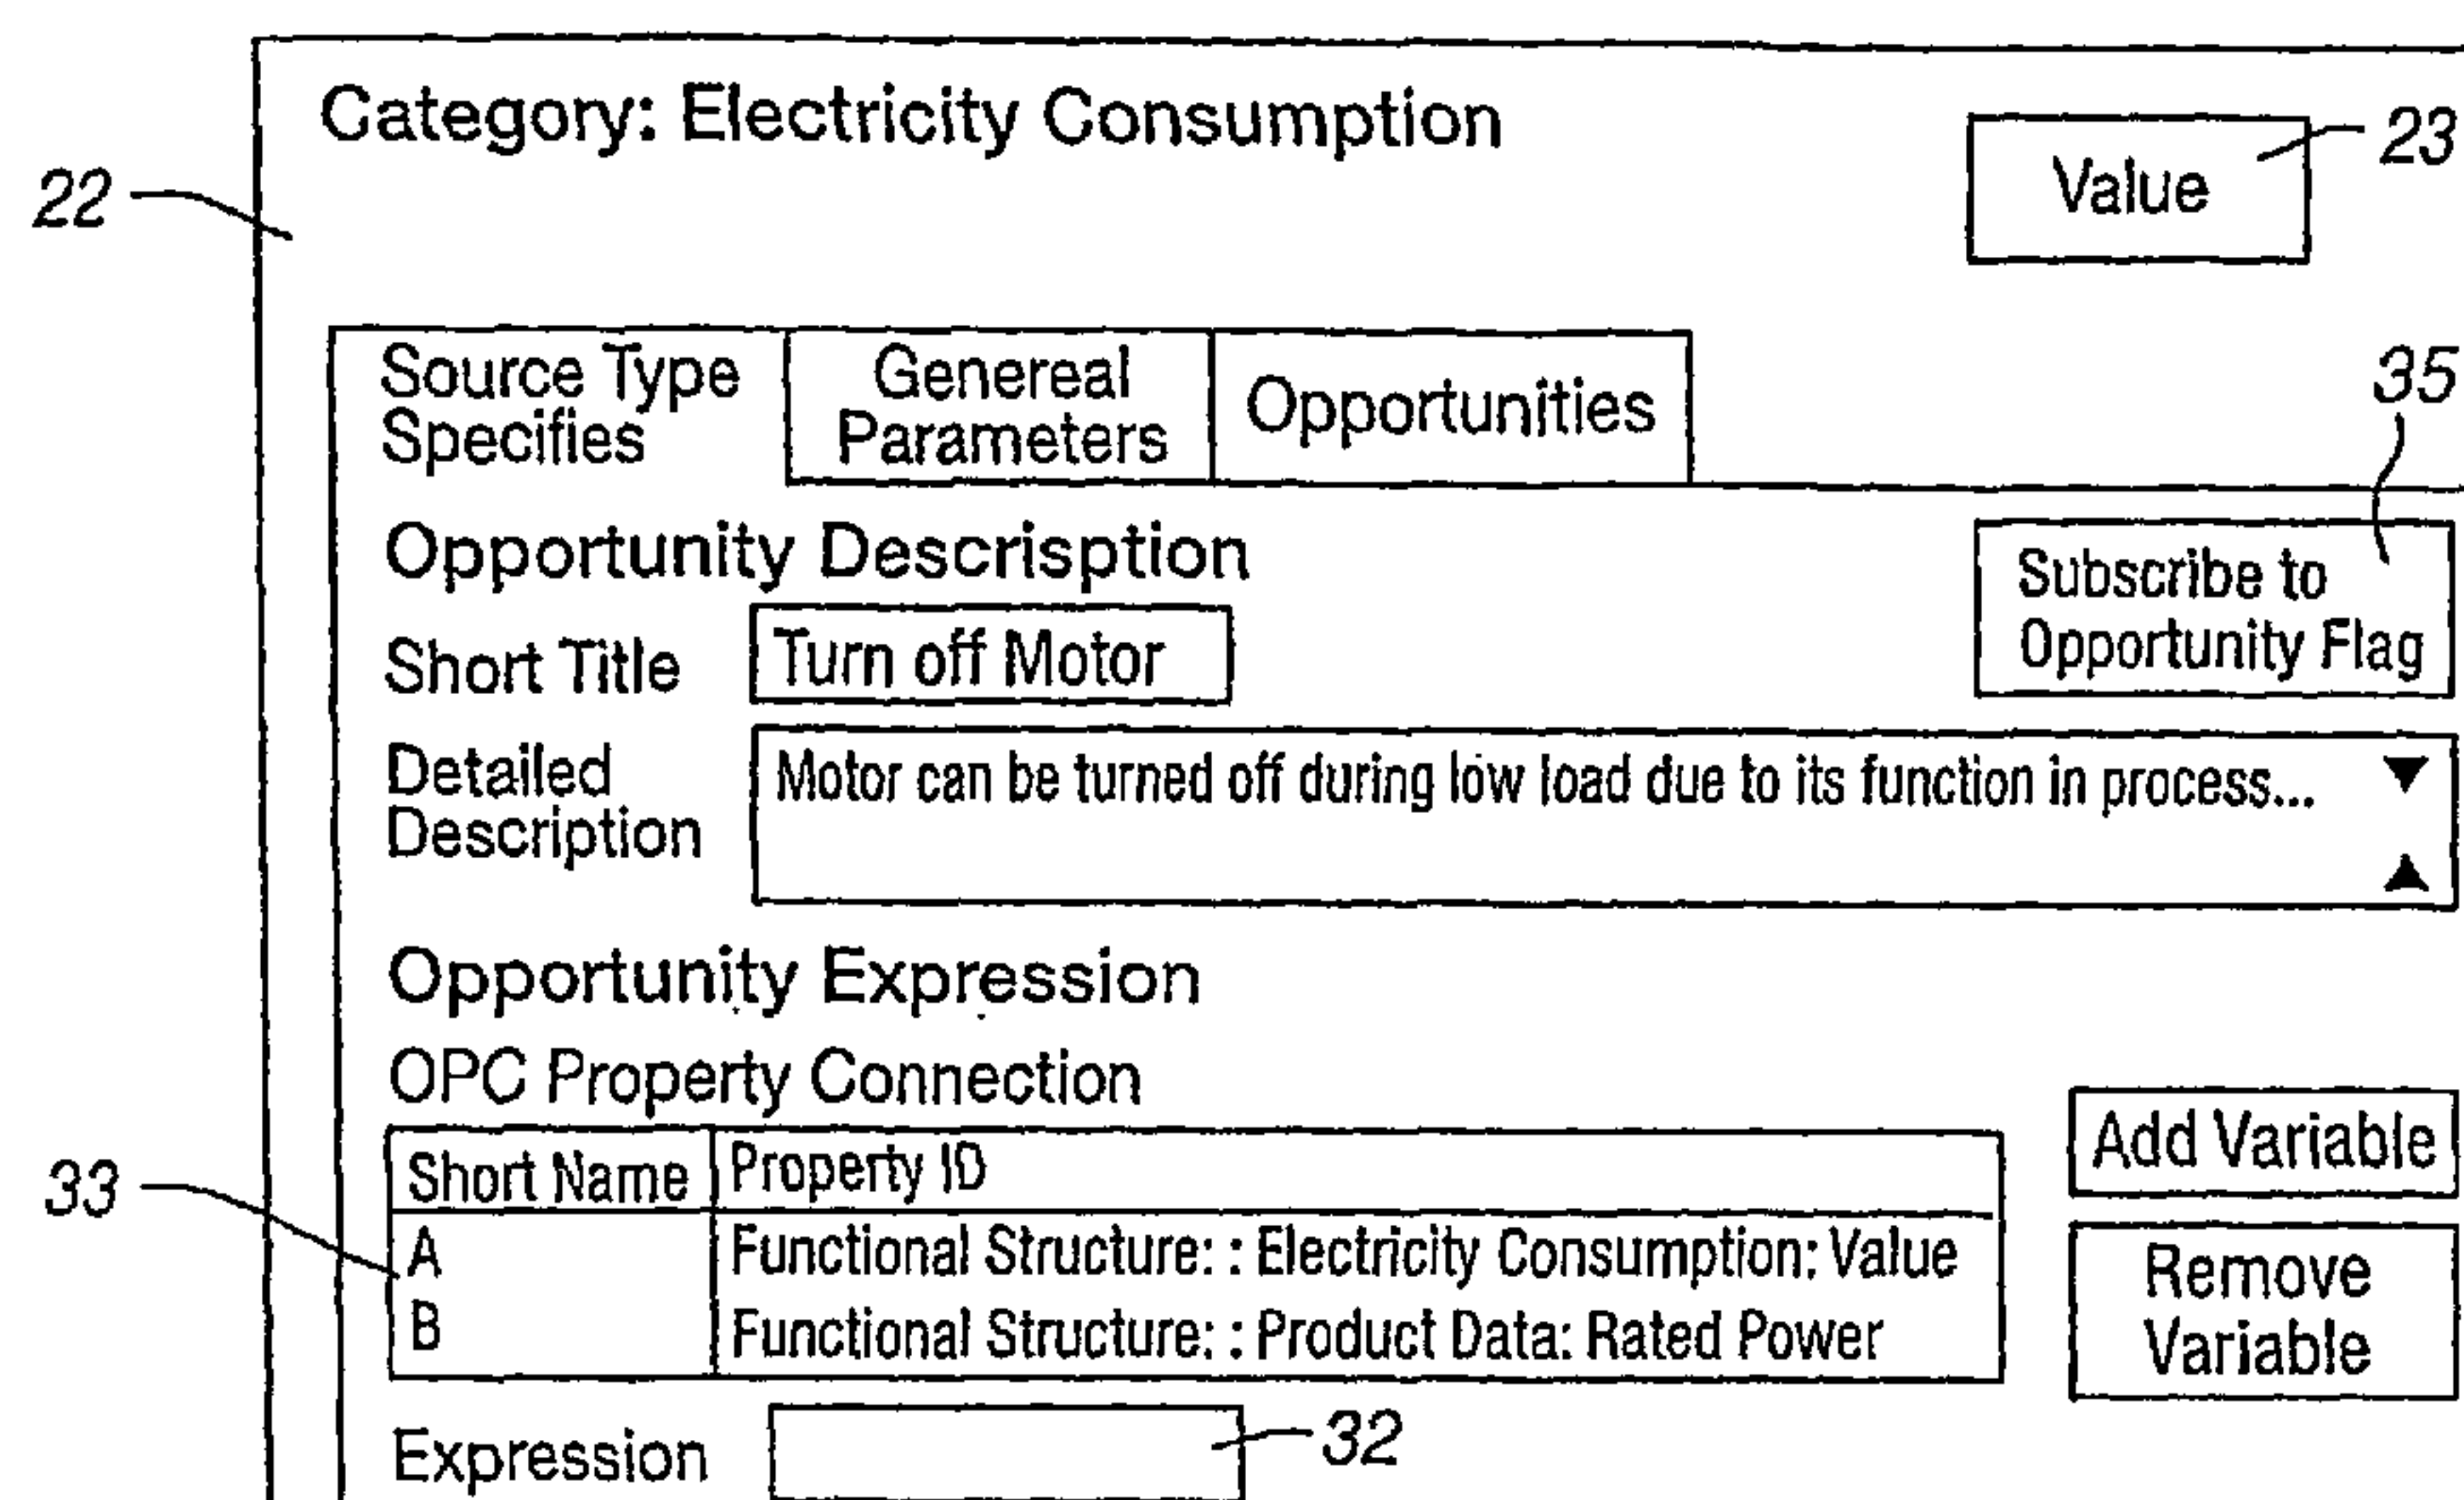 Category: Electricity Consumption
23
Value
22
Source Type
Specifies
Genereal
Parameters
Opportunities
35
Opportunity Descrisption
Subscribe to
Opportunity Flag
Short Title
Turn off Motor
Detailed
Description
Motor can be turned off during low load due to its function in process...
Opportunity Expression
OPC Property Connection
Add Variable
33
Short Name
Property ID
A
Functional Structure: : Electricity Consumption: Value
B
Functional Structure: : Product Data: Rated Power
Remove
Variable
Expression
32